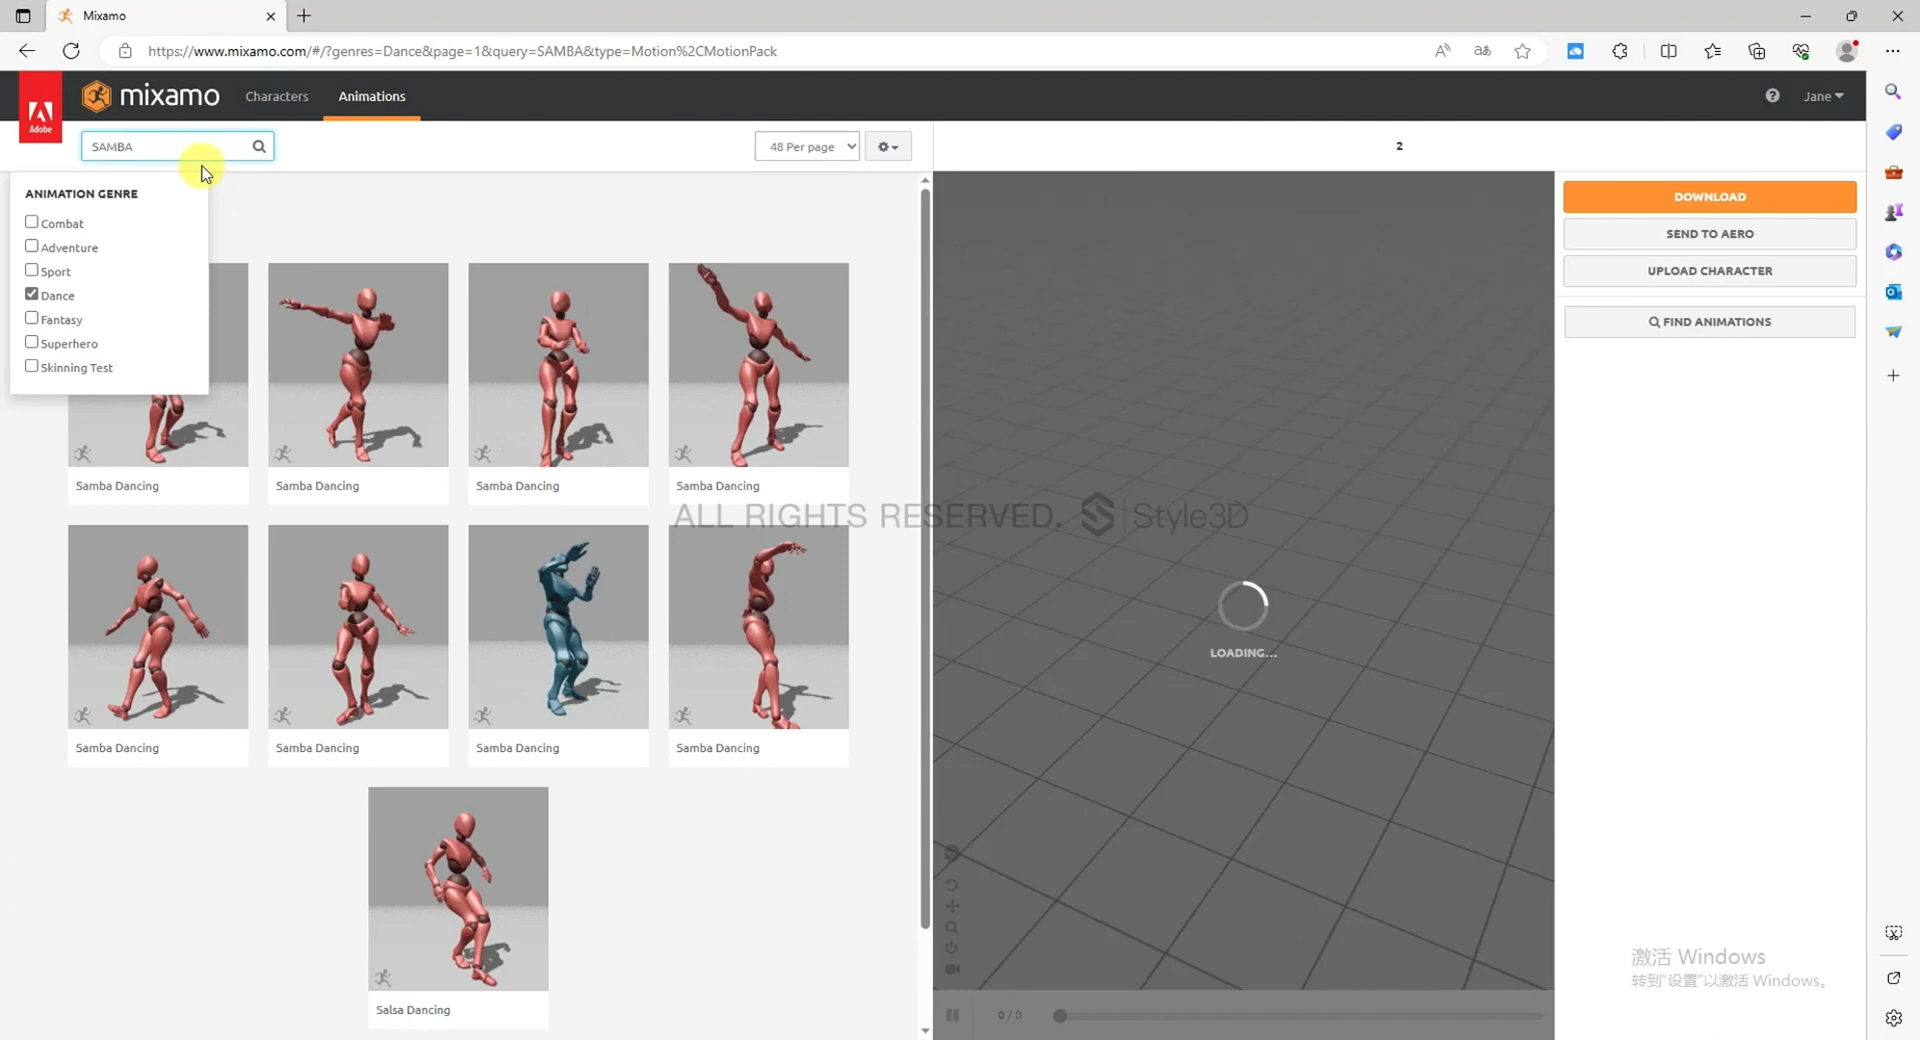 Mixamo
https://www.mixamo.com/#/?genres=Dance&page=1&query=SAMBA&type=Motion%2CMotionPack
Adobe
mixamo
Characters
Animations
Jane
SAMBA
48 Per page
2
ANIMATION GENRE
Combat
Adventure
Sport
Dance
Fantasy
Superhero
Skinning Test
DOWNLOAD
SEND TO AERO
UPLOAD CHARACTER
FIND ANIMATIONS
Samba Dancing
Samba Dancing
Samba Dancing
Samba Dancing
ALL RIGHTS RESERVED. Style3D
LOADING...
Samba Dancing
Samba Dancing
Samba Dancing
Samba Dancing
Salsa Dancing
激活 Windows
转到"设置"以激活 Windows。
0 / 0